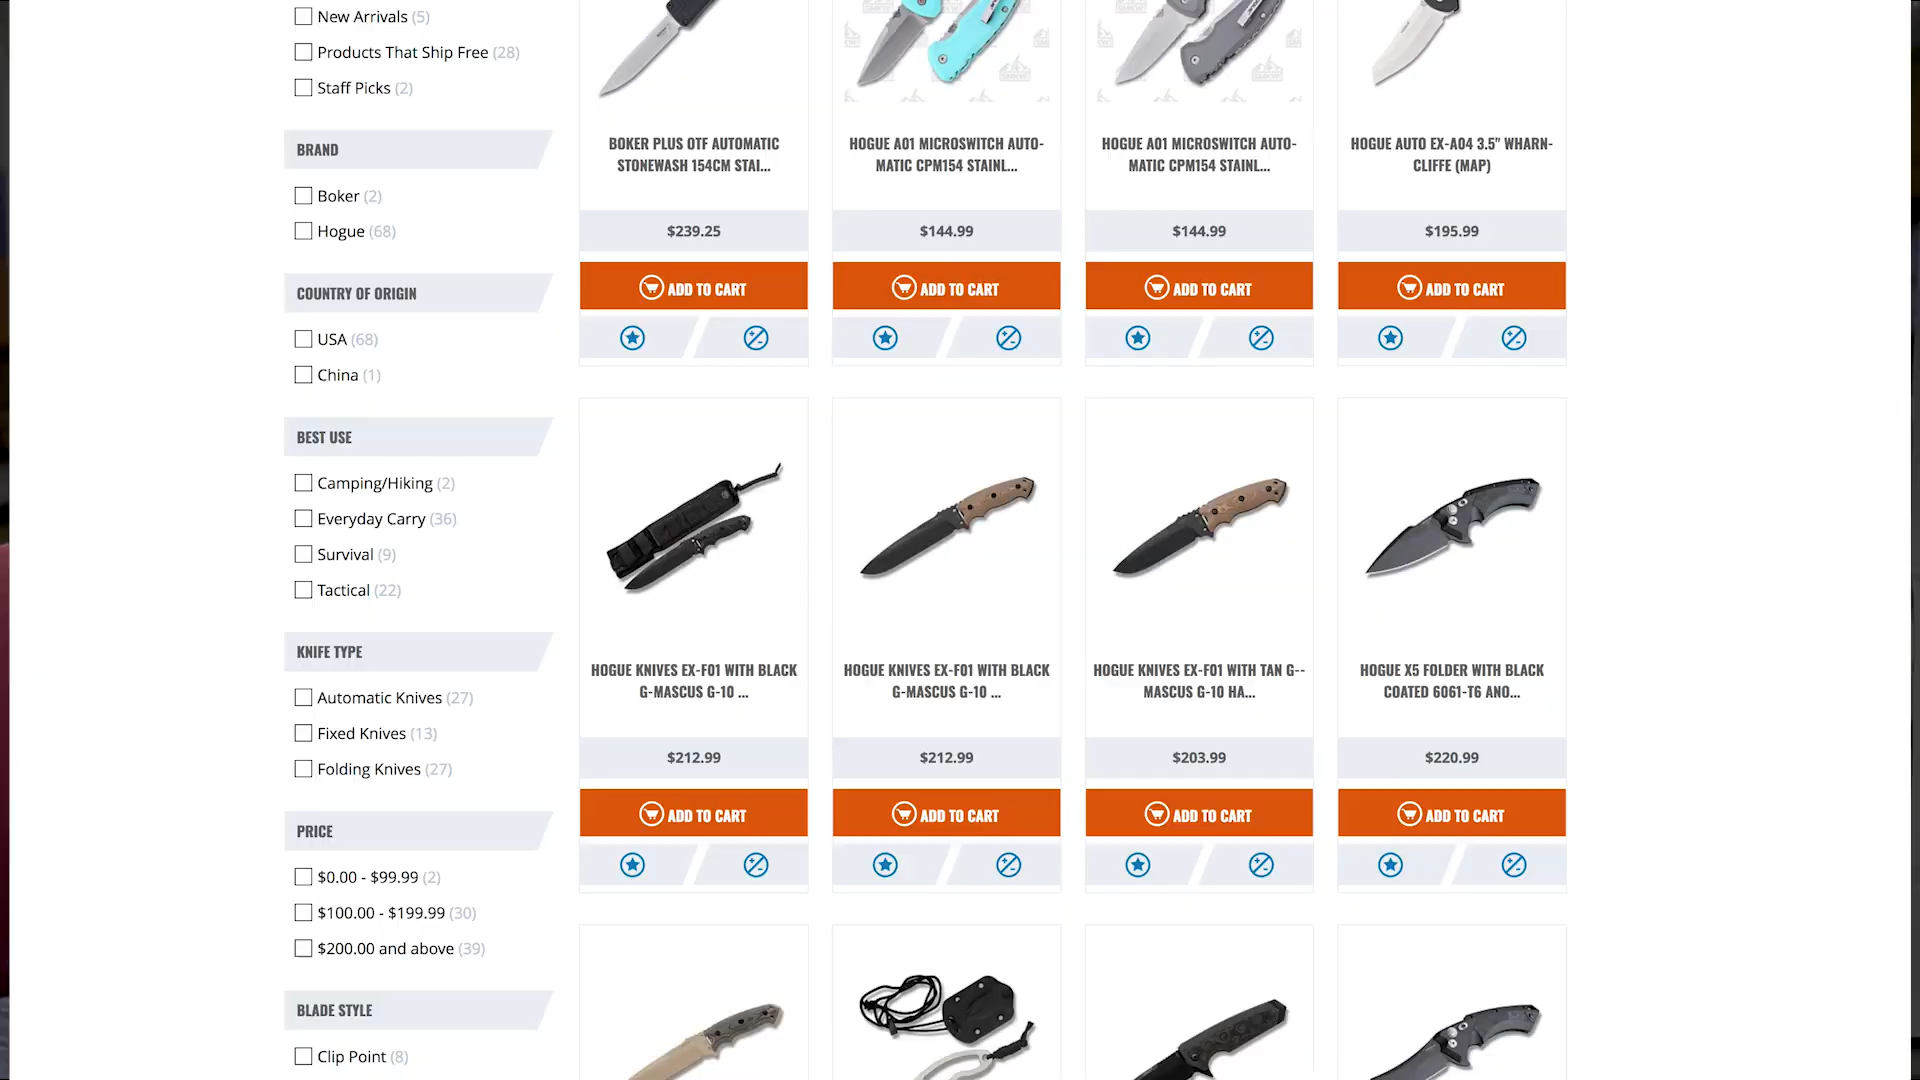 New Arrivals (5)
Products That Ship Free (28)
Staff Picks (2)
BRAND
Boker (2)
Hogue (68)
COUNTRY OF ORIGIN
USA (68)
China (1)
BEST USE
Camping/Hiking (2)
Everyday Carry (36)
Survival (9)
Tactical (22)
KNIFE TYPE
Automatic Knives (27)
Fixed Knives (13)
Folding Knives (27)
PRICE
$0.00 - $99.99 (2)
$100.00 - $199.99 (30)
$200.00 and above (39)
BLADE STYLE
Clip Point (8)
BOKER PLUS OTF AUTOMATIC
STONEWASH 154CM STAI...
$239.25
ADD TO CART
HOGUE A01 MICROSWITCH AUTO-
MATIC CPM154 STAINL...
$144.99
ADD TO CART
HOGUE A01 MICROSWITCH AUTO-
MATIC CPM154 STAINL...
$144.99
ADD TO CART
HOGUE AUTO EX-A04 3.5" WHARN-
CLIFFE (MAP)
$195.99
ADD TO CART
HOGUE KNIVES EX-F01 WITH BLACK
G-MASCUS G-10 ...
$212.99
ADD TO CART
HOGUE KNIVES EX-F01 WITH BLACK
G-MASCUS G-10 ...
$212.99
ADD TO CART
HOGUE KNIVES EX-F01 WITH TAN G--
MASCUS G-10 HA...
$203.99
ADD TO CART
HOGUE X5 FOLDER WITH BLACK
COATED 6061-T6 ANO...
$220.99
ADD TO CART